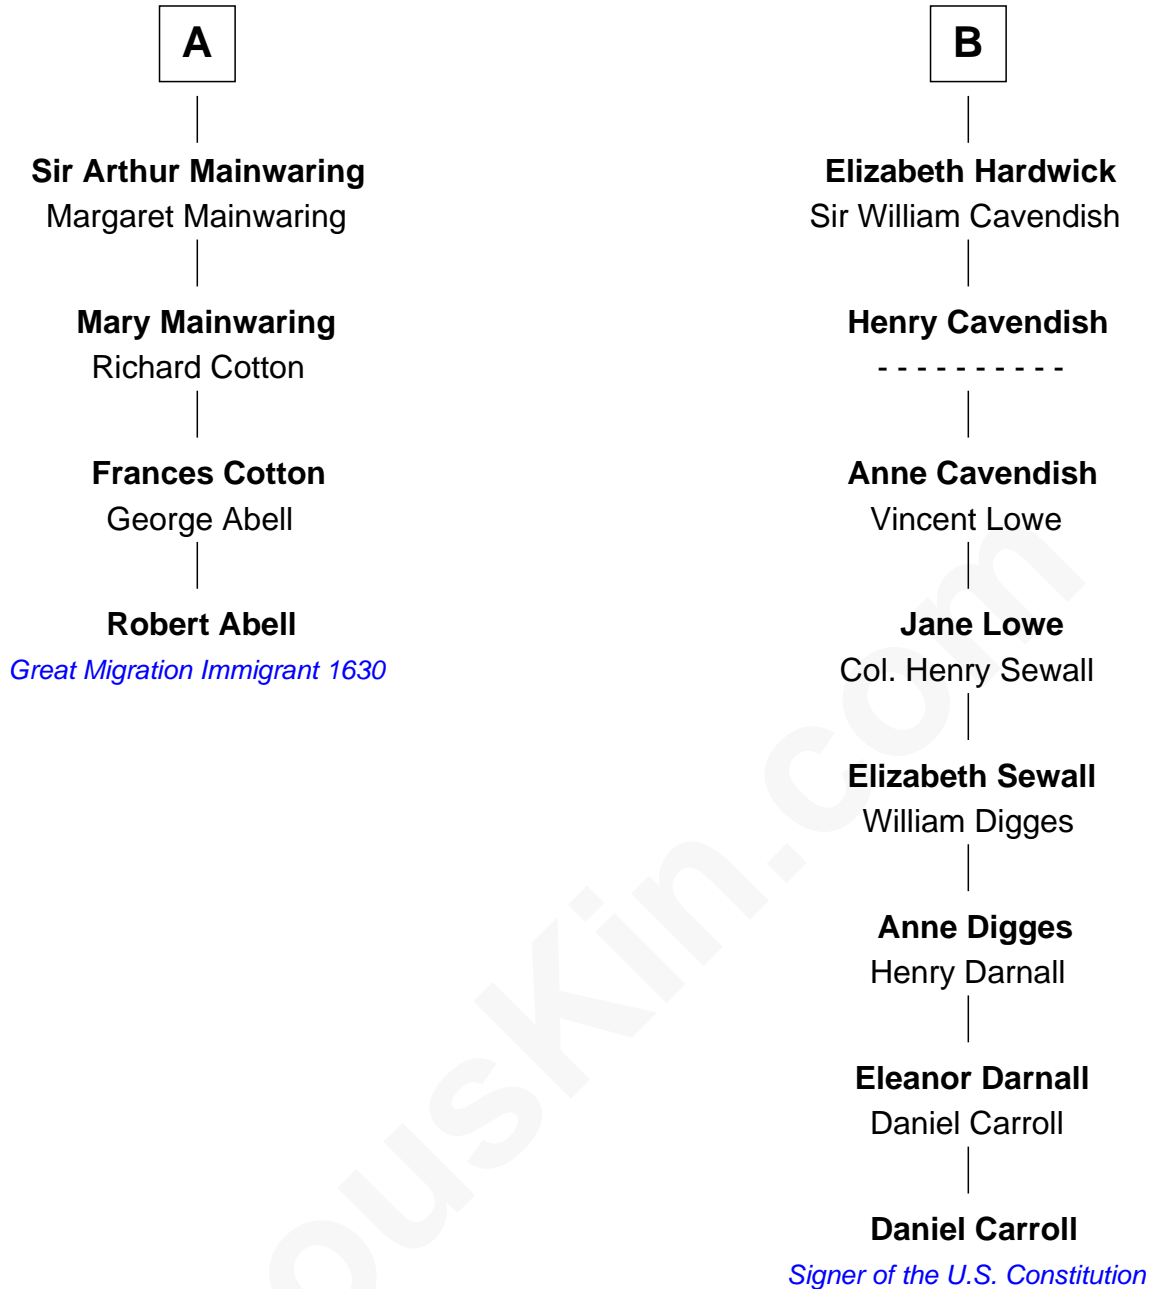 A
Sir Arthur Mainwaring
Margaret Mainwaring
Mary Mainwaring
Richard Cotton
Frances Cotton
George Abell
Robert Abell
Great Migration Immigrant 1630
B
Elizabeth Hardwick
Sir William Cavendish
Henry Cavendish
- - - - - - - - - -
Anne Cavendish
Vincent Lowe
Jane Lowe
Col. Henry Sewall
Elizabeth Sewall
William Digges
Anne Digges
Henry Darnall
Eleanor Darnall
Daniel Carroll
Daniel Carroll
Signer of the U.S. Constitution
ousKin.com